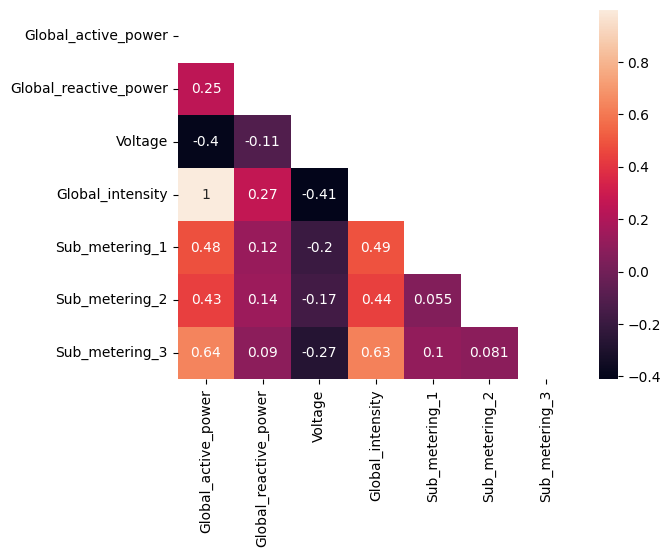 Global_active_power
Global_reactive_power 0.25
Voltage -0.4 -0.11
Global_intensity 1 0.27 -0.41
Sub_metering_1 0.48 0.12 -0.2 0.49
Sub_metering_2 0.43 0.14 -0.17 0.44 0.055
Sub_metering_3 0.64 0.09 -0.27 0.63 0.1 0.081
Global_active_power
Global_reactive_power
Voltage
Global_intensity
Sub_metering_1
Sub_metering_2
Sub_metering_3
0.8
0.6
0.4
0.2
0.0
−0.2
−0.4